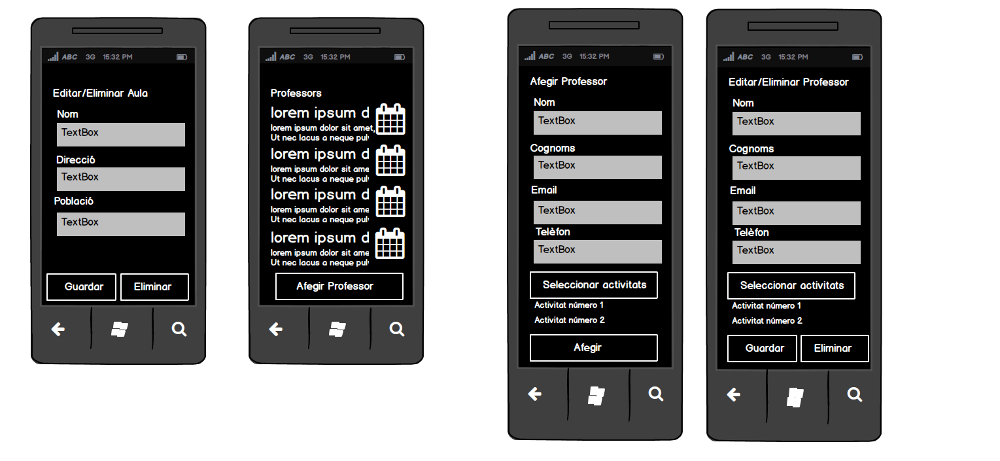 ABC 3G 15:32 PM
Editar/Eliminar Aula
Nom
TextBox
Direcció
TextBox
Població
TextBox
Guardar Eliminar
ABC 3G 15:32 PM
Professors
lorem ipsum d
lorem ipsum dolor sit amet,
Ut nec lacus a neque pulv
lorem ipsum d
lorem ipsum dolor sit ame
Ut nec lacus a neque pulv
lorem ipsum d
lorem ipsum dolor sit ame
Ut nec lacus a neque pulv
lorem ipsum d
lorem ipsum dolor sit ame
Ut nec lacus a neque pulv
Afegir Professor
ABC 3G 15:32 PM
Afegir Professor
Nom
TextBox
Cognoms
TextBox
Email
TextBox
Telèfon
TextBox
Seleccionar activitats
Activitat número 1
Activitat número 2
Afegir
ABC 3G 15:32 PM
Editar/Eliminar Professor
Nom
TextBox
Cognoms
TextBox
Email
TextBox
Telèfon
TextBox
Seleccionar activitats
Activitat número 1
Activitat número 2
Guardar Eliminar